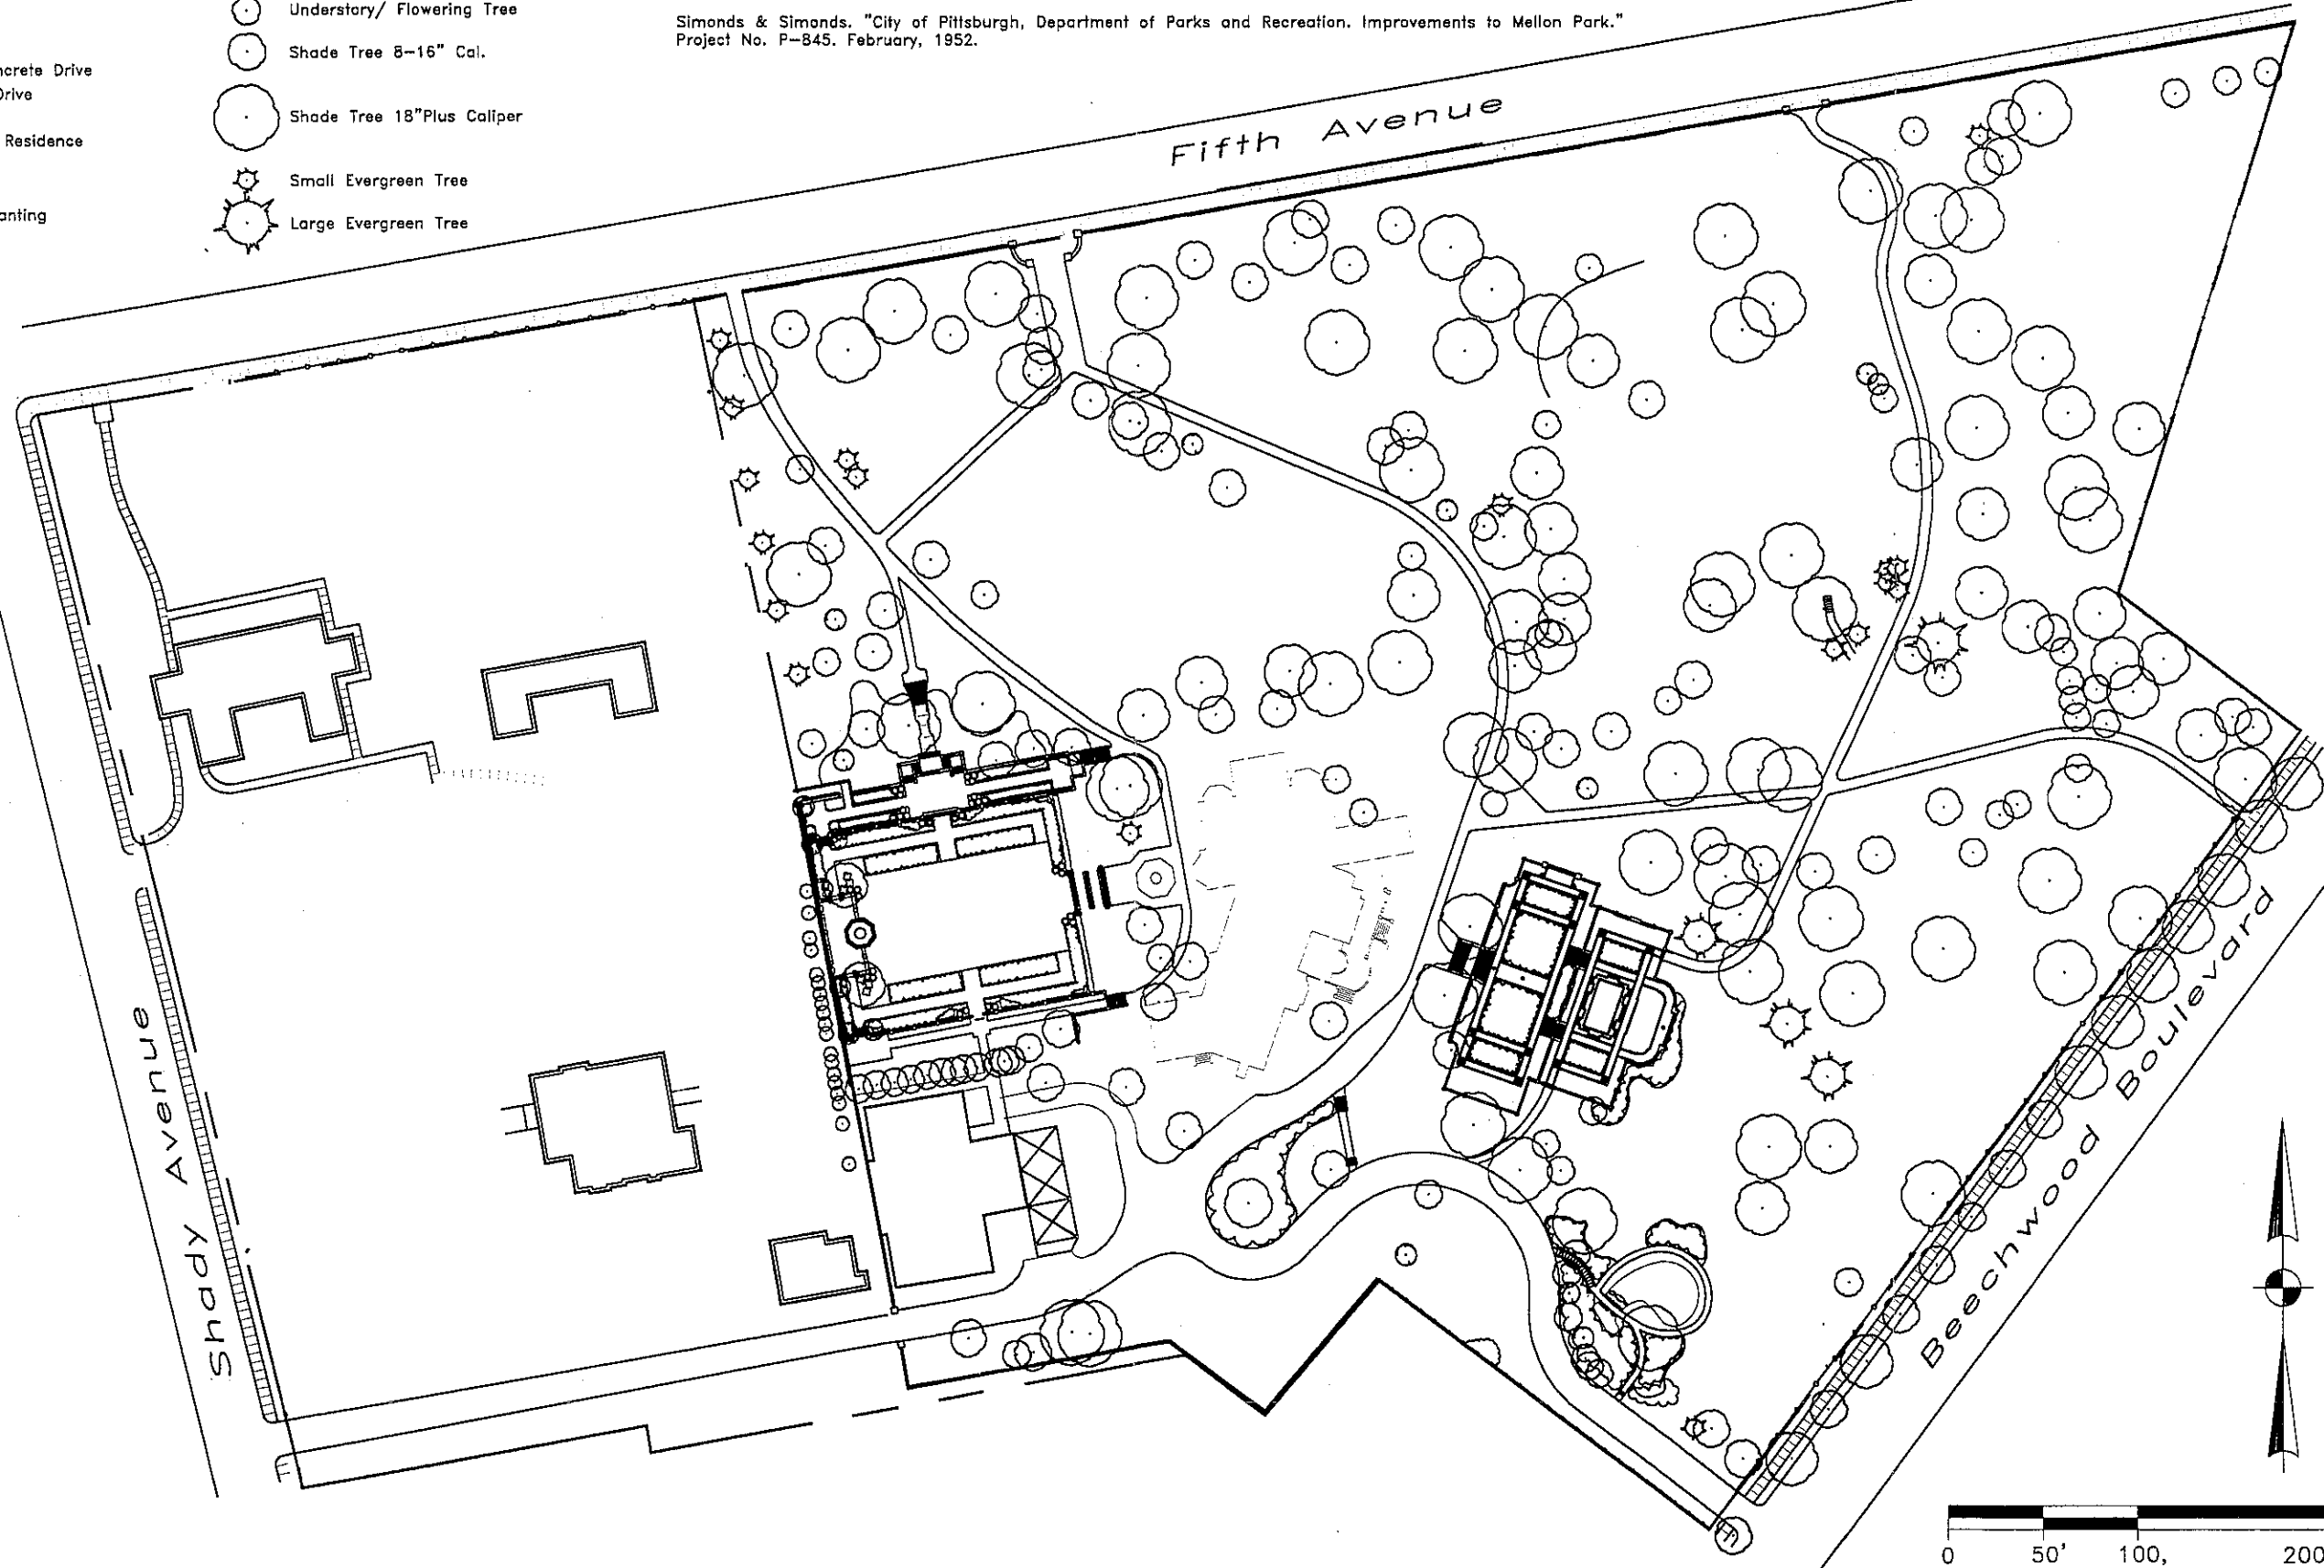 Understory/ Flowering Tree
Shade Tree 8-16" Cal.
Shade Tree 18"Plus Caliper
Small Evergreen Tree
Large Evergreen Tree
ncrete Drive
Drive
Residence
anting
Simonds & Simonds. "City of Pittsburgh, Department of Parks and Recreation. Improvements to Mellon Park."
Project No. P-845. February, 1952.
Fifth Avenue
Shady Avenue
Beechwood Boulevard
0 50' 100, 200